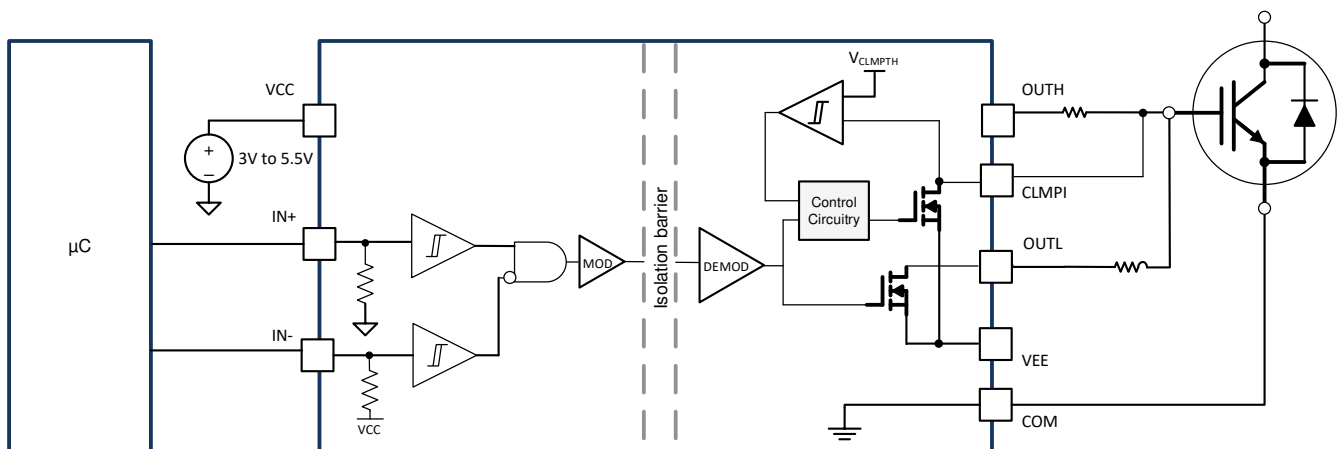 VCC
+
−
3V to 5.5V
IN+
µC
IN-
VCC
MOD
Isolation barrier
DEMOD
VCLMPTH
Control
Circuitry
OUTH
CLMPI
OUTL
VEE
COM